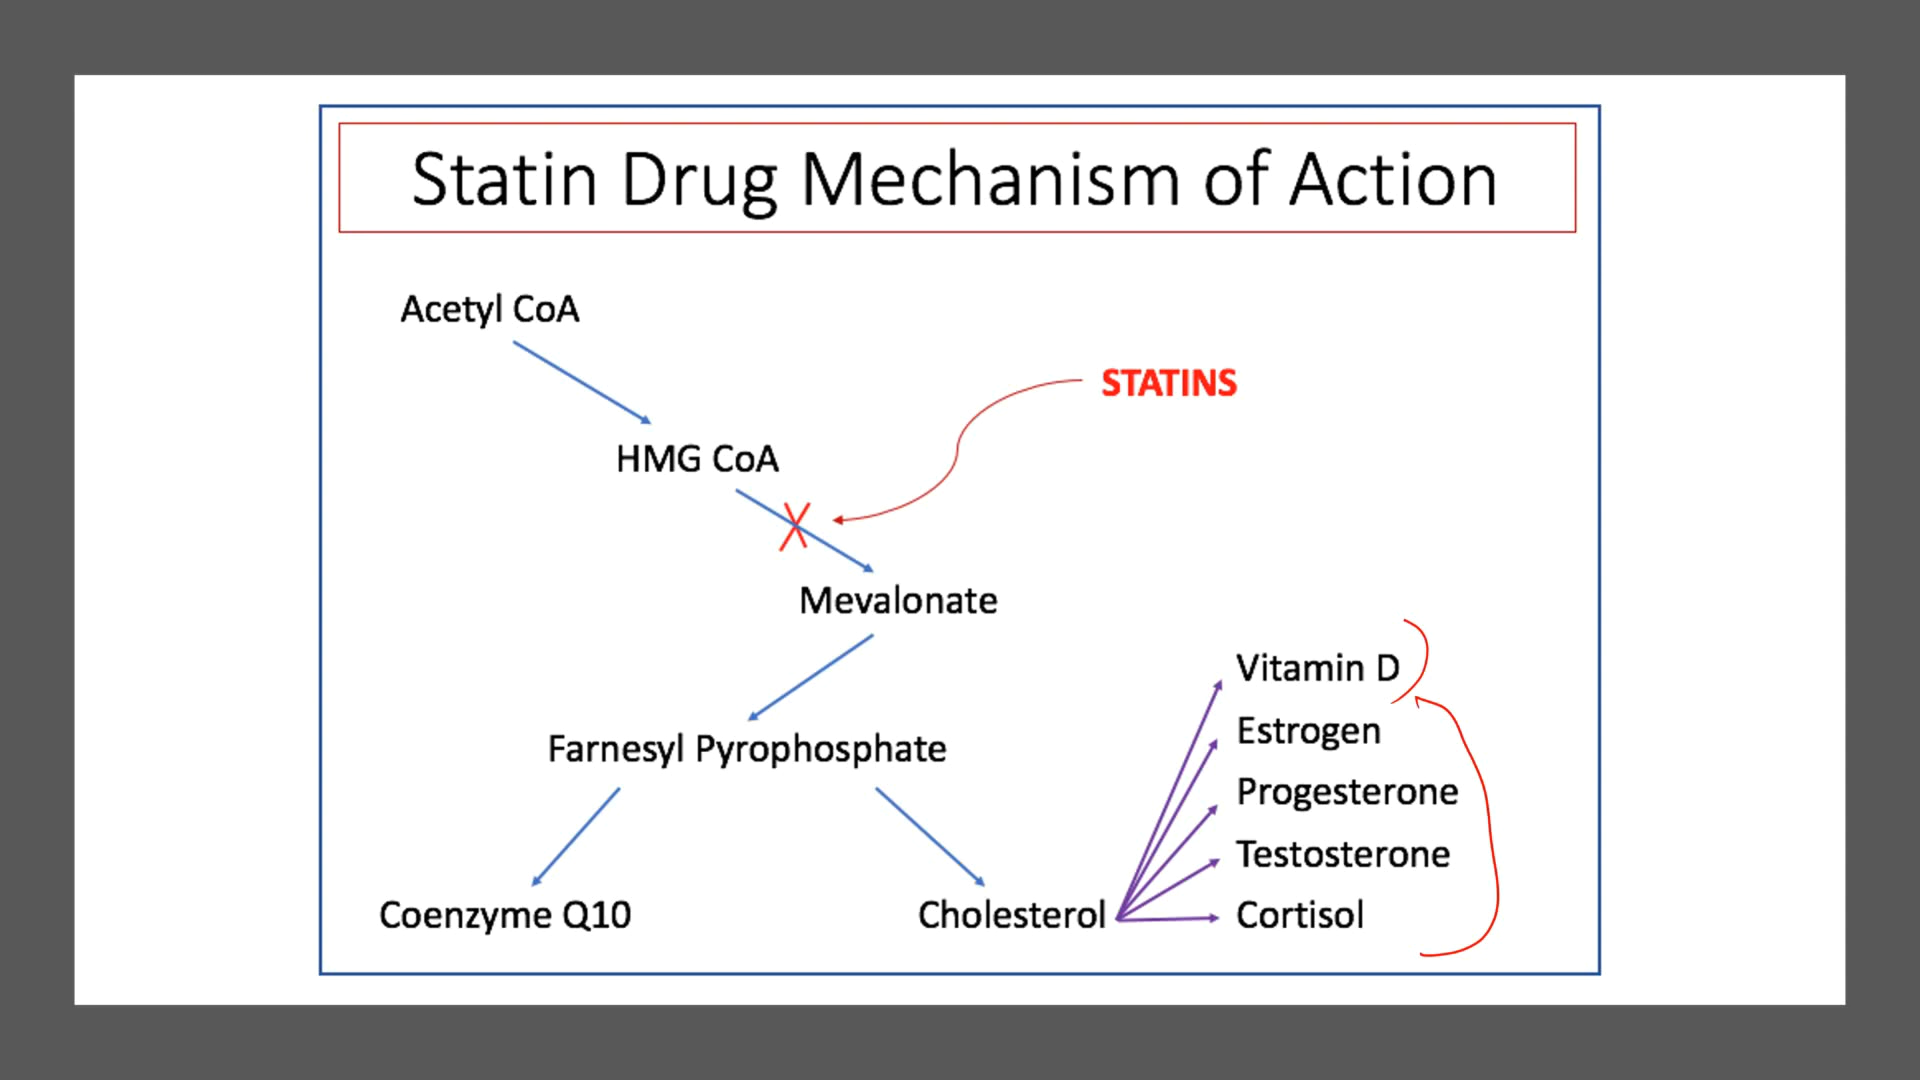 Statin Drug Mechanism of Action
Acetyl CoA
STATINS
HMG CoA
Mevalonate
Vitamin D
Estrogen
Farnesyl Pyrophosphate
Progesterone
Testosterone
Coenzyme Q10
Cholesterol
Cortisol